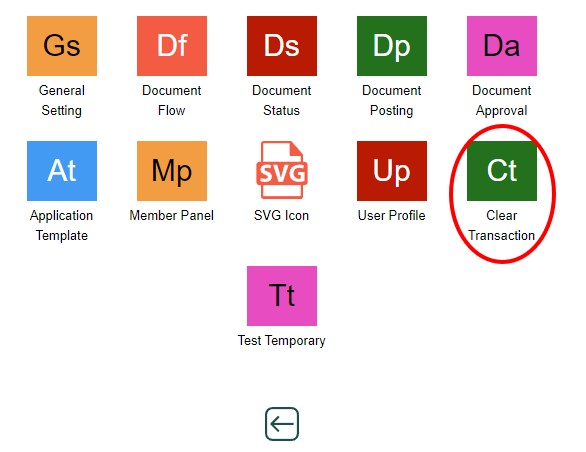 Gs Df Ds Dp Da
General Document Document Document Document
Setting Flow Status Posting Approval
At Mp SVG Up Ct
Application Member Panel SVG Icon User Profile Clear
Template Transaction
Tt
Test Temporary